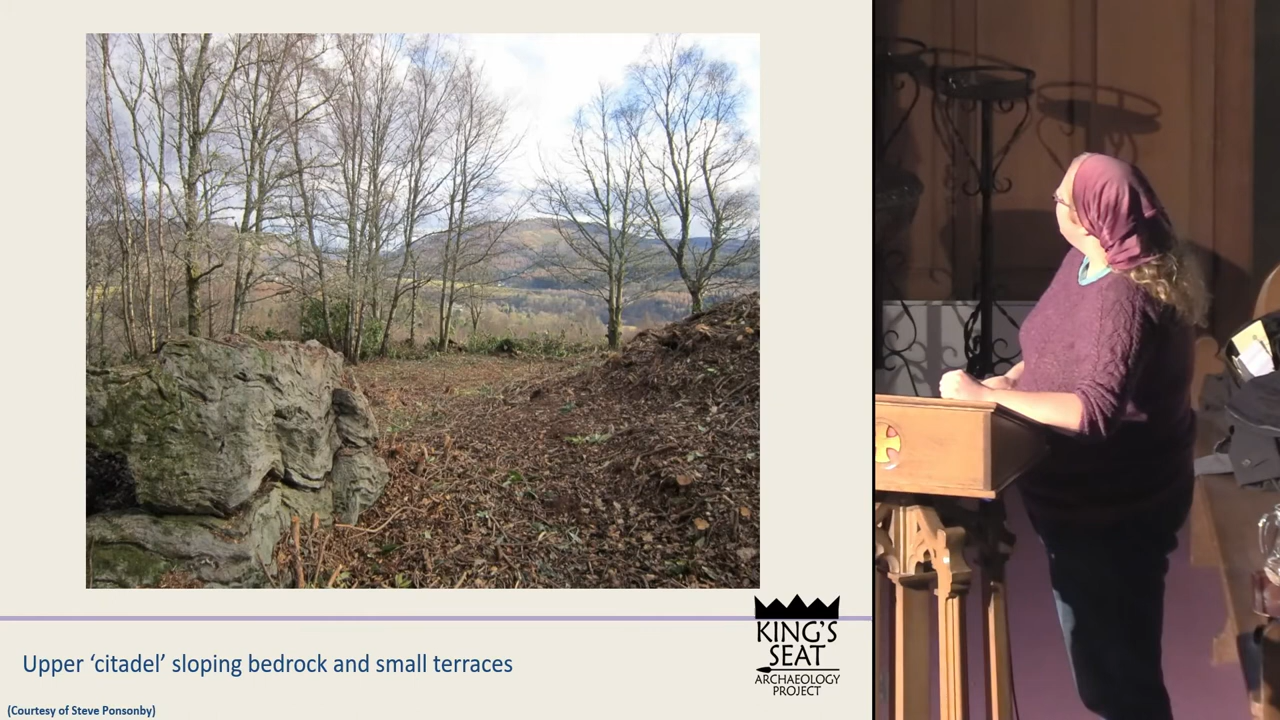 Upper ‘citadel’ sloping bedrock and small terraces
(Courtesy of Steve Ponsonby)
KING'S
SEAT
ARCHAEOLOGY
PROJECT